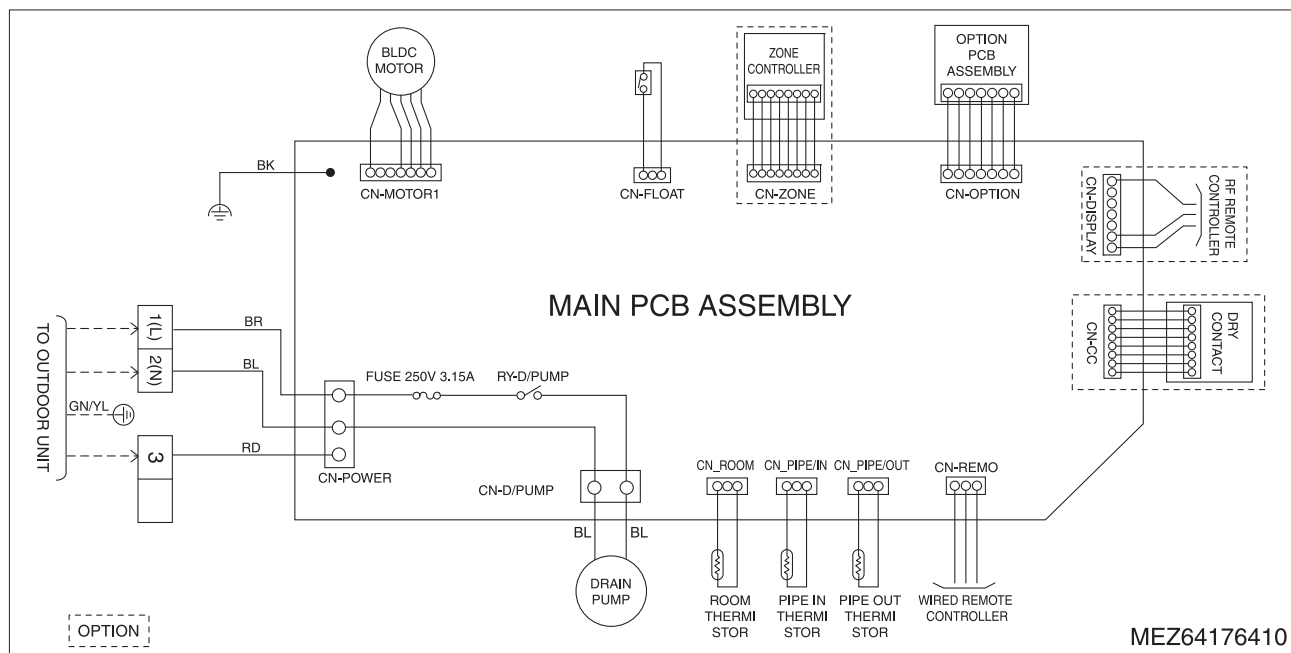 BLDC
MOTOR
ZONE
CONTROLLER
OPTION
PCB
ASSEMBLY
BK
CN-MOTOR1
CN-FLOAT
CN-ZONE
CN-OPTION
CN-DISPLAY
RF REMOTE
CONTROLLER
MAIN PCB ASSEMBLY
CN-CC
DRY
CONTACT
TO OUTDOOR UNIT
1(L)
2(N)
GN/YL
3
BR
BL
RD
FUSE 250V 3.15A
RY-D/PUMP
CN-POWER
CN-D/PUMP
BL
BL
DRAIN
PUMP
CN_ROOM
CN_PIPE/IN
CN_PIPE/OUT
CN-REMO
ROOM
THERMI
STOR
PIPE IN
THERMI
STOR
PIPE OUT
THERMI
STOR
WIRED REMOTE
CONTROLLER
OPTION
MEZ64176410